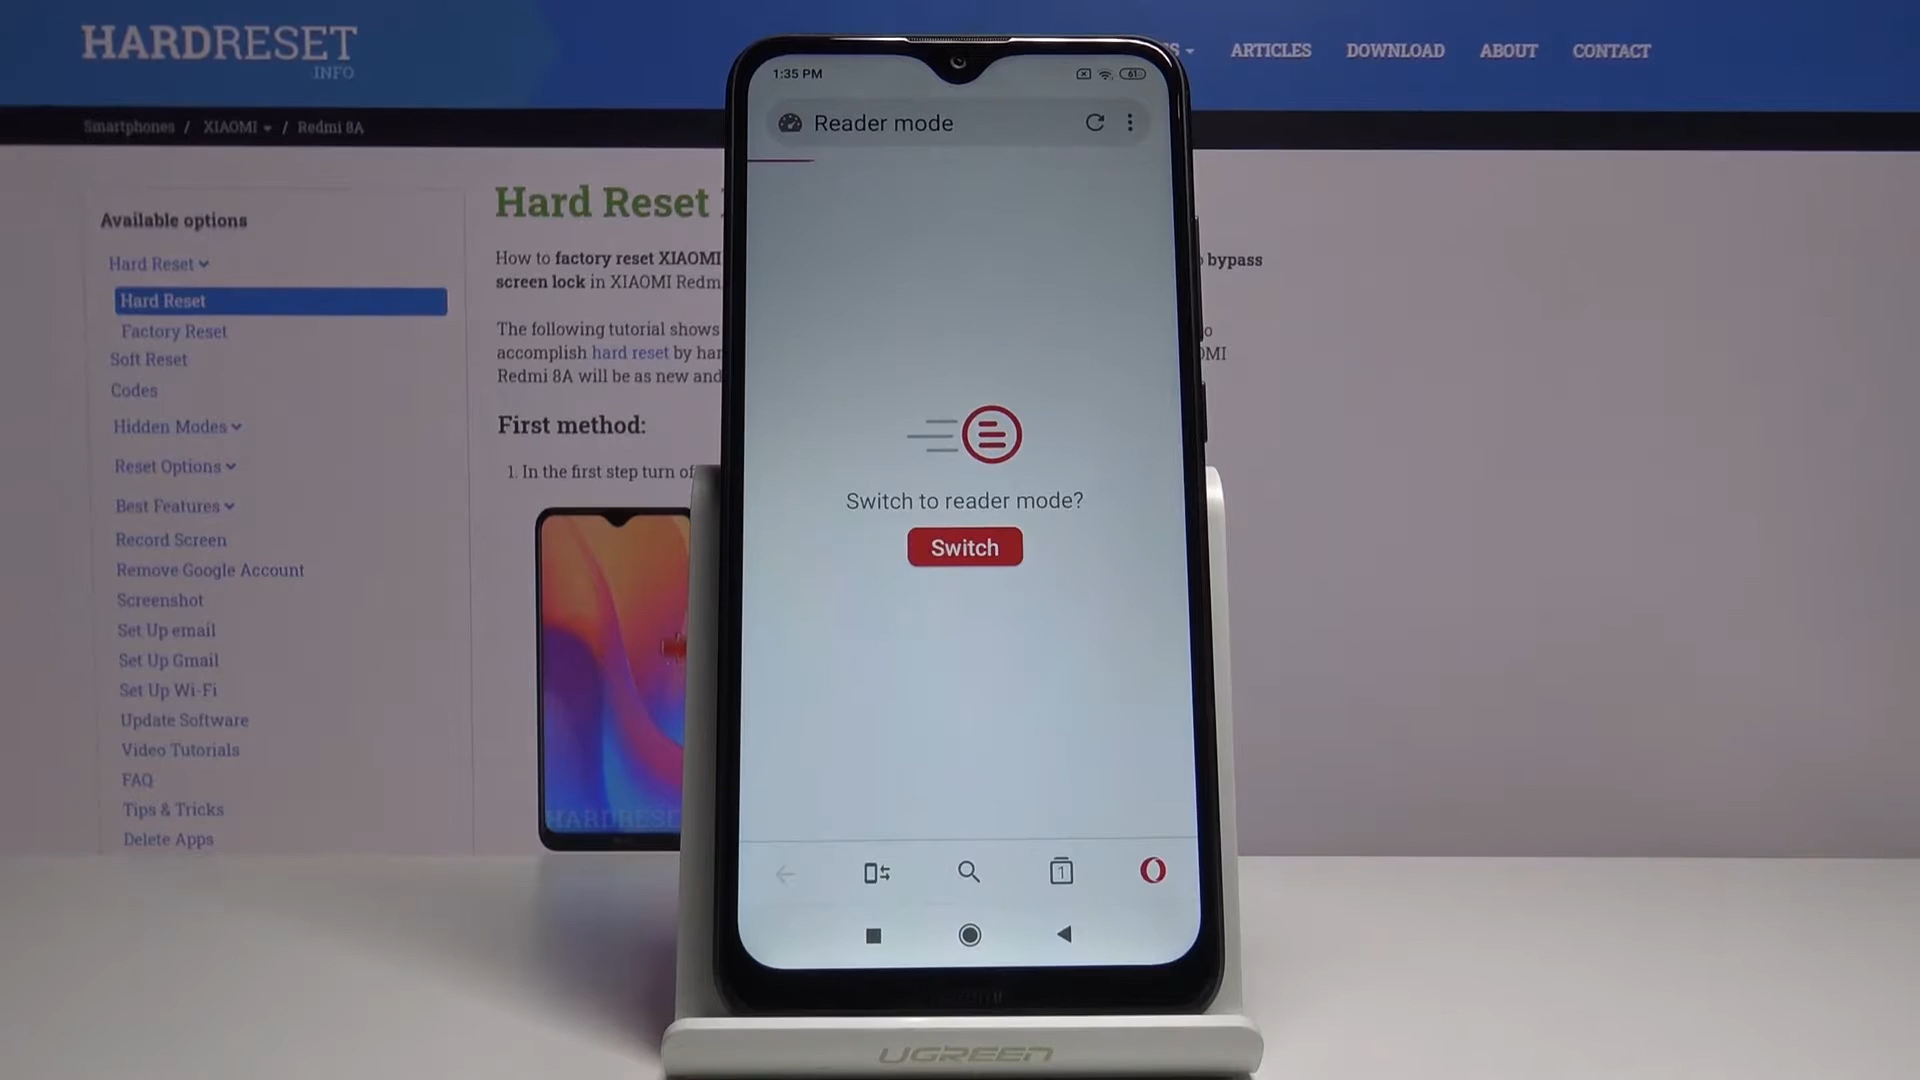 HARDRESET
.INFO
ARTICLES
DOWNLOAD
ABOUT
CONTACT
Smartphones / XIAOMI / Redmi 8A
Available options
Hard Reset
Hard Reset
Factory Reset
Soft Reset
Codes
Hidden Modes
Reset Options
Best Features
Record Screen
Remove Google Account
Screenshot
Set Up email
Set Up Gmail
Set Up Wi-Fi
Update Software
Video Tutorials
FAQ
Tips & Tricks
Delete Apps
Hard Reset
How to factory reset XIAOMI
bypass
screen lock in XIAOMI
The following tutorial shows
accomplish hard reset by
Redmi 8A will be as new and
First method:
1. In the first step turn
1:35 PM
61
Reader mode
Switch to reader mode?
Switch
1
UGREEN